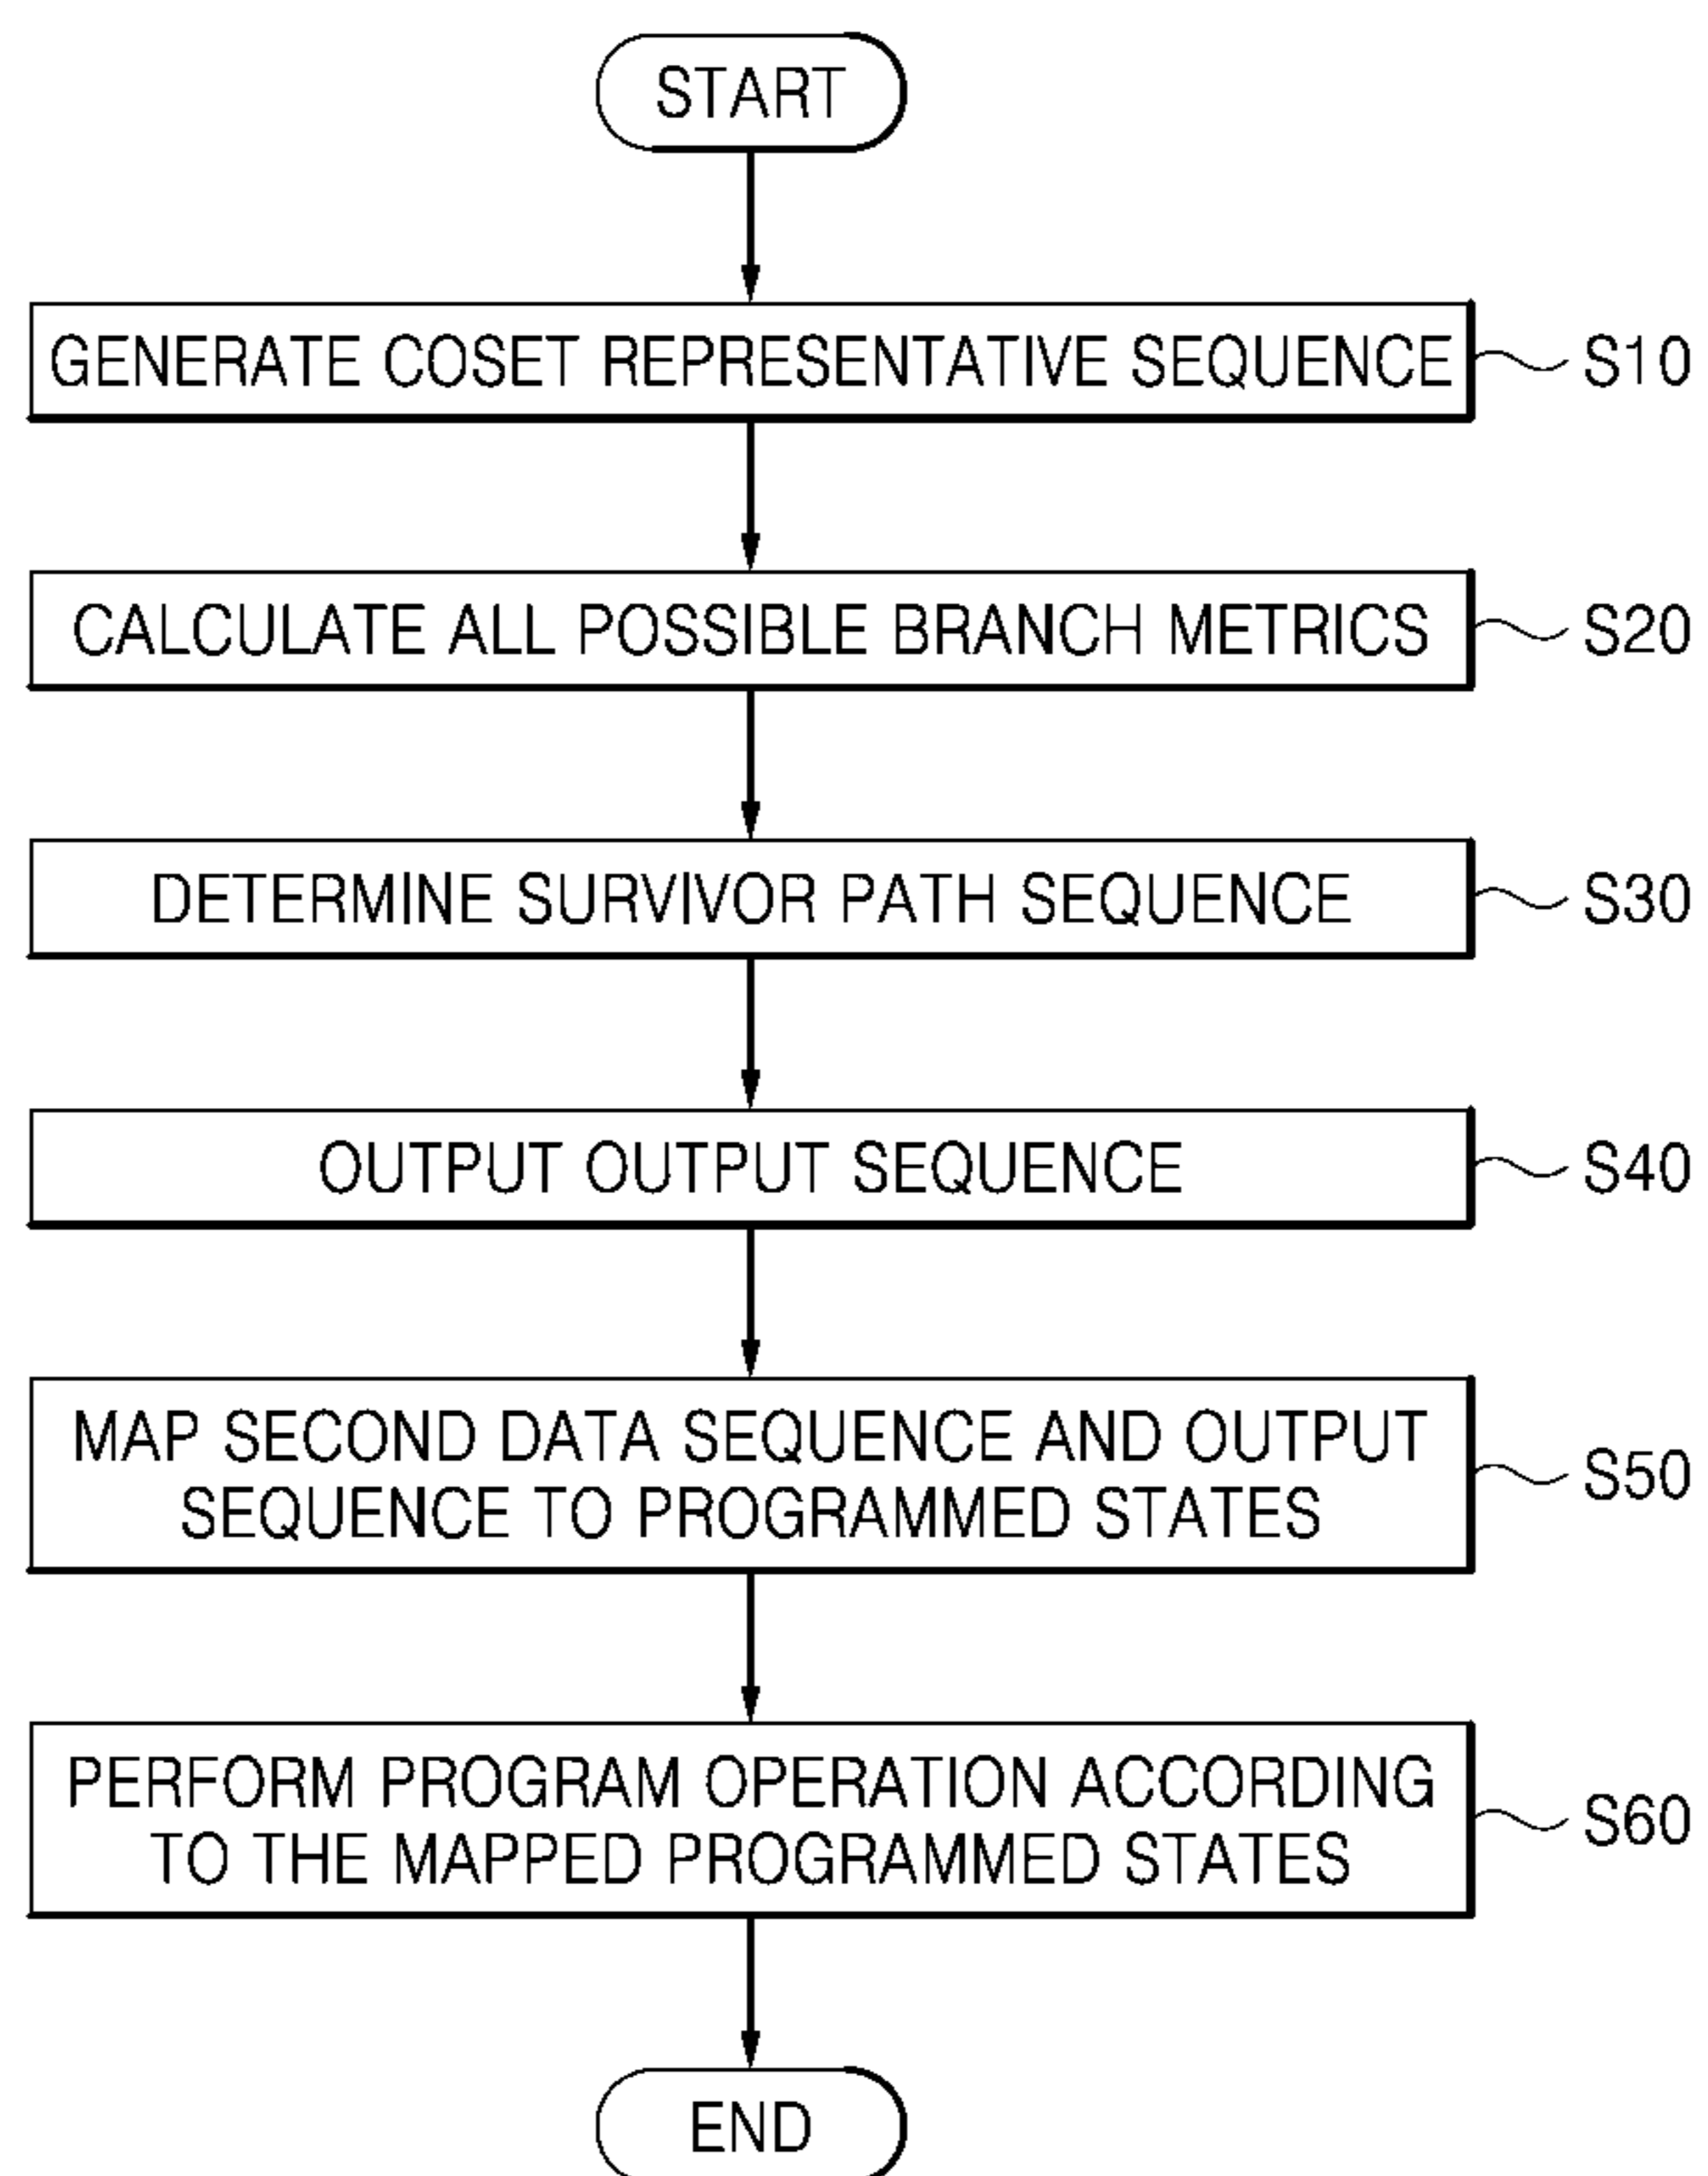 START
GENERATE COSET REPRESENTATIVE SEQUENCE
S10
CALCULATE ALL POSSIBLE BRANCH METRICS
S20
DETERMINE SURVIVOR PATH SEQUENCE
S30
OUTPUT OUTPUT SEQUENCE
S40
MAP SECOND DATA SEQUENCE AND OUTPUT
SEQUENCE TO PROGRAMMED STATES
S50
PERFORM PROGRAM OPERATION ACCORDING
TO THE MAPPED PROGRAMMED STATES
S60
END